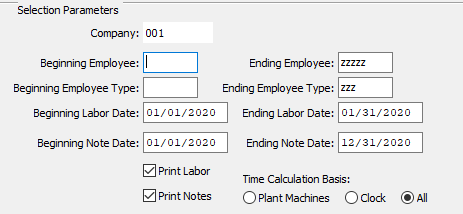 Selection Parameters
Company: 001
Beginning Employee: Ending Employee: zzzzz
Beginning Employee Type: Ending Employee Type: zzz
Beginning Labor Date: 01/01/2020 Ending Labor Date: 01/31/2020
Beginning Note Date: 01/01/2020 Ending Note Date: 12/31/2020
Print Labor
Time Calculation Basis:
Print Notes Plant Machines Clock All